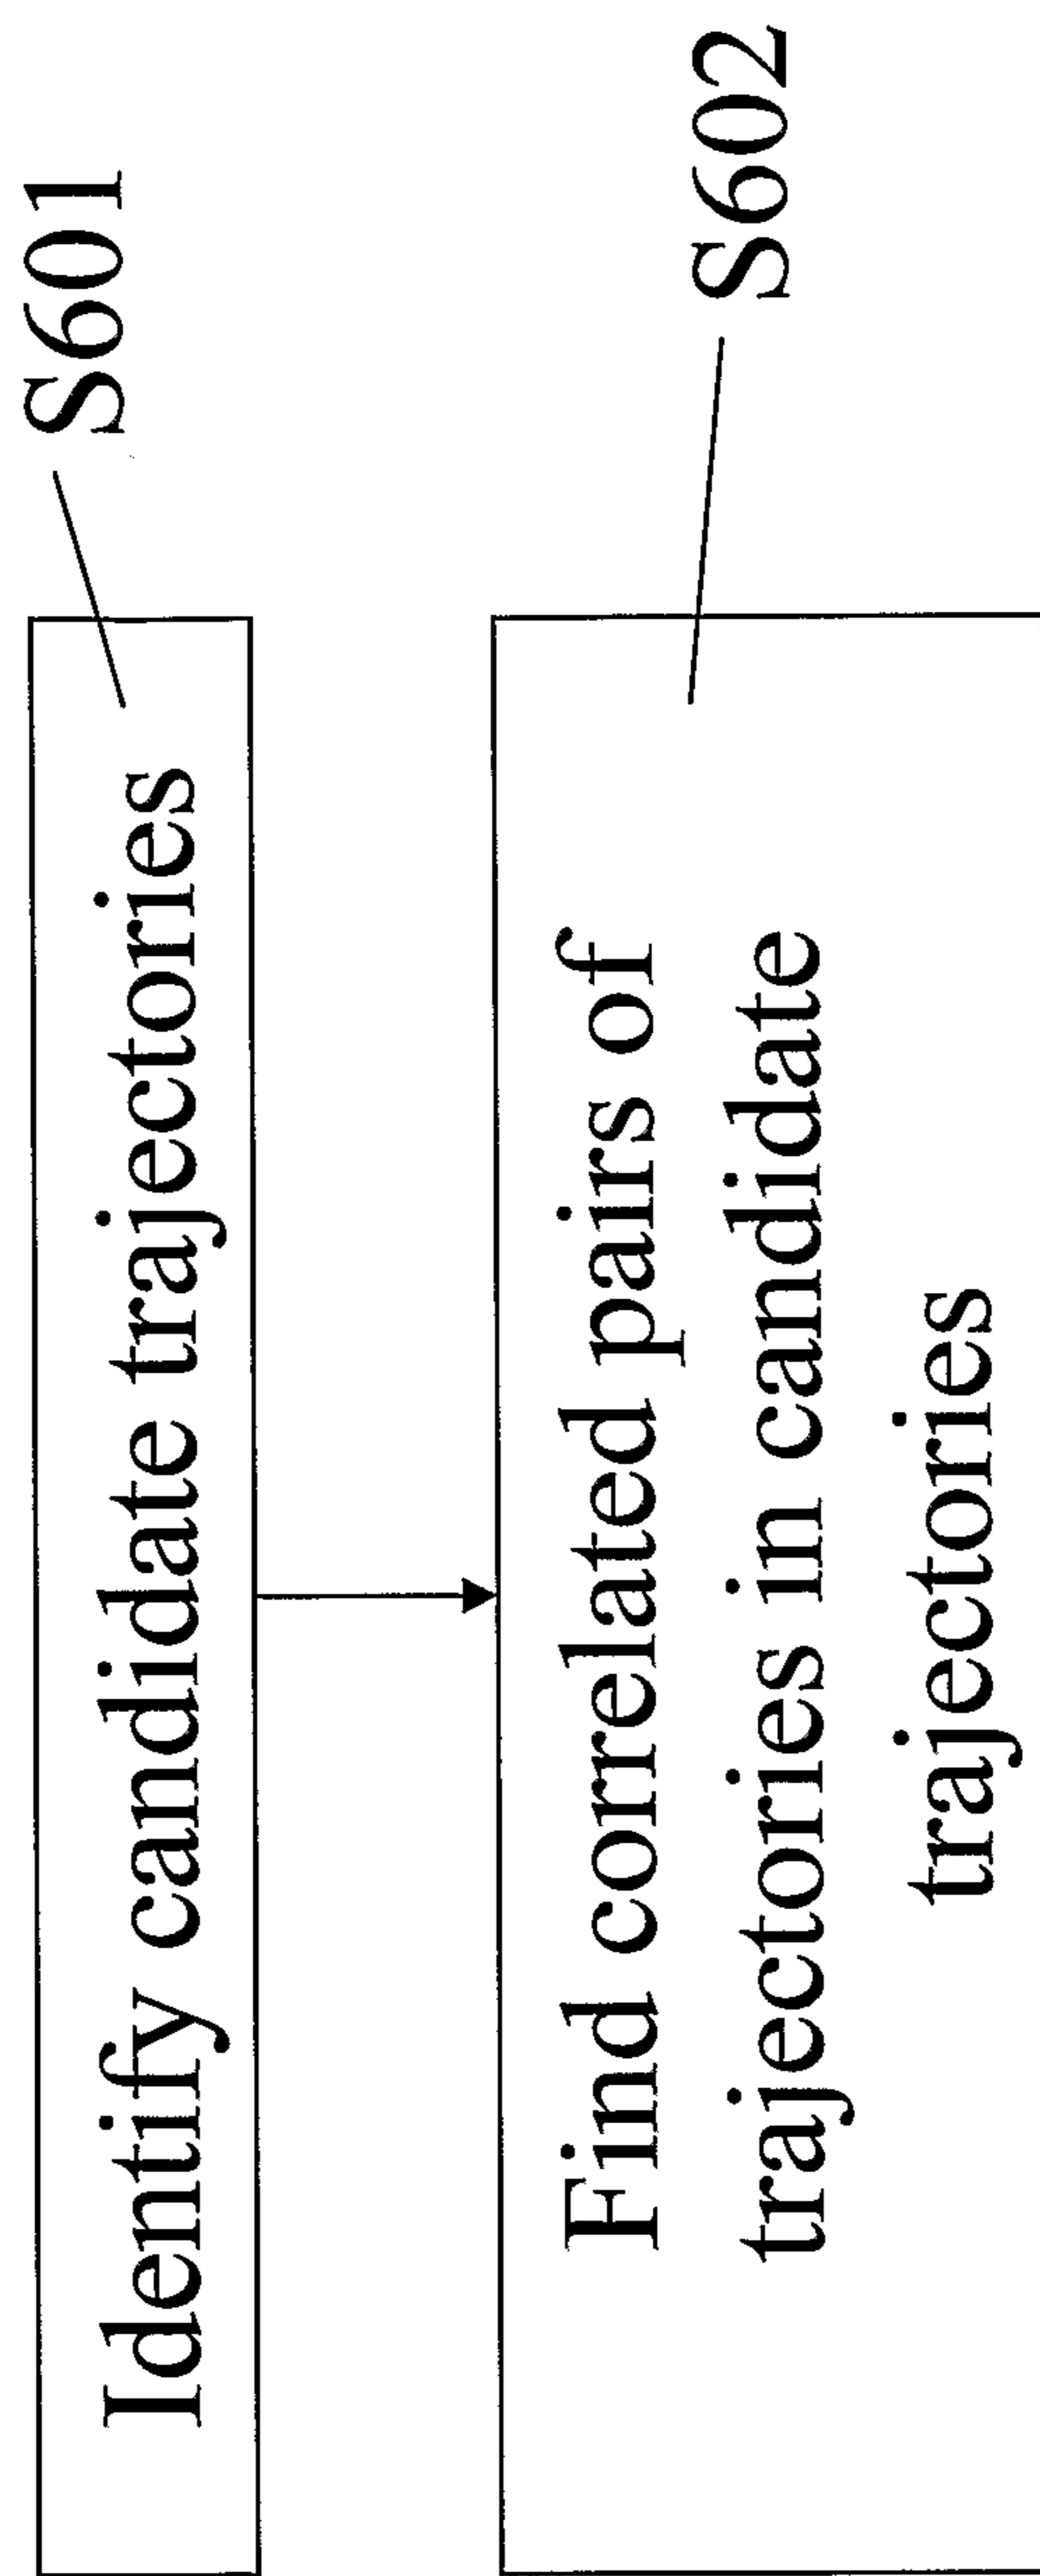 Identify candidate trajectories
S601
Find correlated pairs of
trajectories in candidate
trajectories
S602